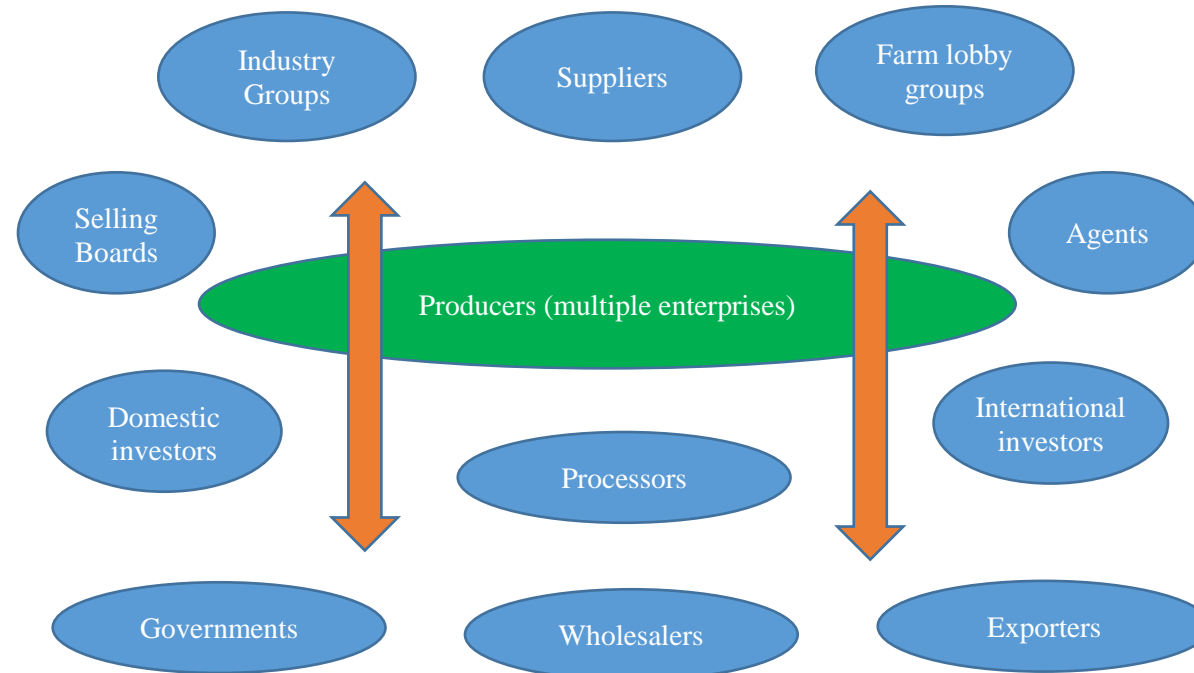 Industry
Groups
Suppliers
Farm lobby
groups
Selling
Boards
Agents
Producers (multiple enterprises)
Domestic
investors
International
investors
Processors
Governments
Wholesalers
Exporters